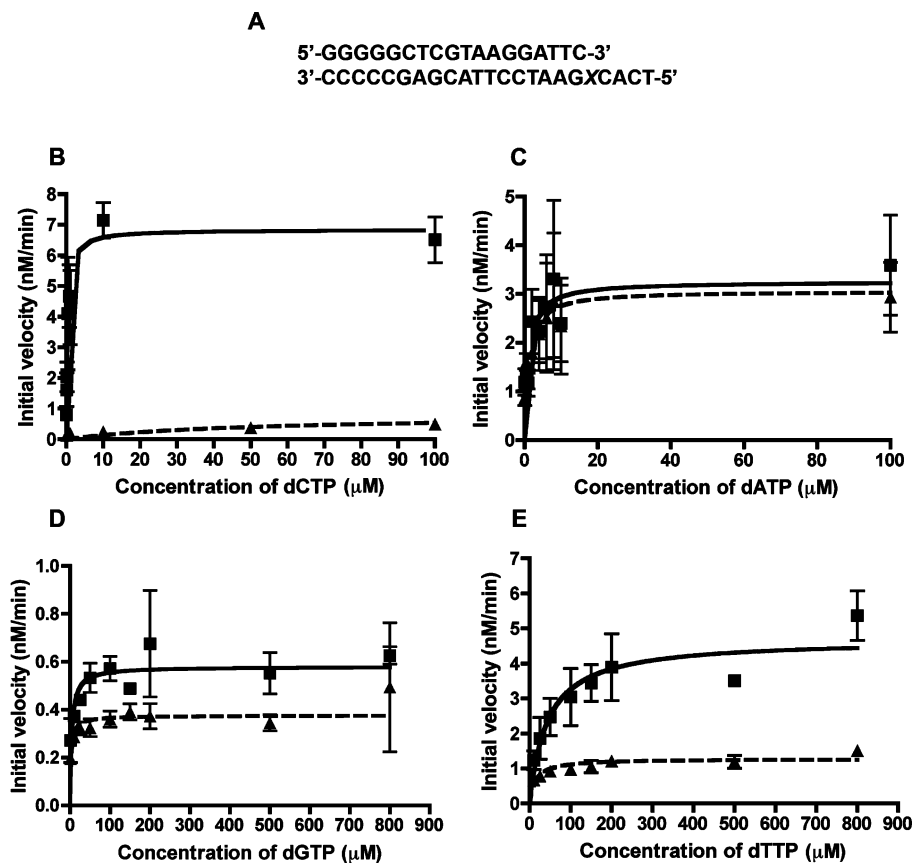 A
5’-GGGGGCTCGTAAGGATTC-3’
3’-CCCCCGAGCATTCCTAAGXCACT-5’
B
Initial velocity (nM/min)
8
7
6
5
4
3
2
1
0
0 10 20 30 40 50 60 70 80 90 100
Concentration of dCTP (μM)
C
Initial velocity (nM/min)
5
4
3
2
1
0
0 20 40 60 80 100
Concentration of dATP (μM)
D
Initial velocity (nM/min)
1.0
0.8
0.6
0.4
0.2
0.0
0 100 200 300 400 500 600 700 800 900
Concentration of dGTP (μM)
E
Initial velocity (nM/min)
7
6
5
4
3
2
1
0
0 100 200 300 400 500 600 700 800 900
Concentration of dTTP (μM)